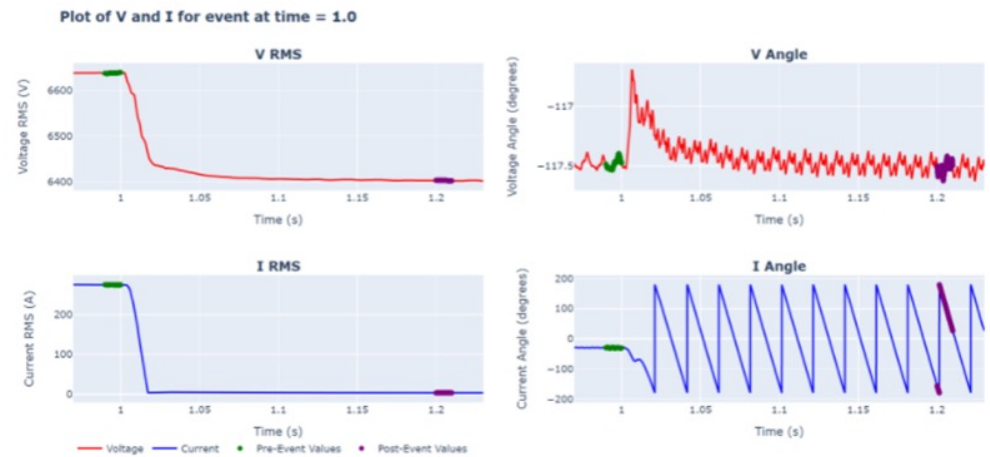 Plot of V and I for event at time = 1.0
V RMS
Voltage RMS (V)
6600
6500
6400
1
1.05
1.1
1.15
1.2
Time (s)
V Angle
Voltage Angle (degrees)
−117
−117.5
1
1.05
1.1
1.15
1.2
Time (s)
I RMS
Current RMS (A)
200
100
0
1
1.05
1.1
1.15
1.2
Time (s)
I Angle
Current Angle (degrees)
200
100
0
−100
−200
1
1.05
1.1
1.15
1.2
Time (s)
Voltage Current Pre-Event Values Post-Event Values